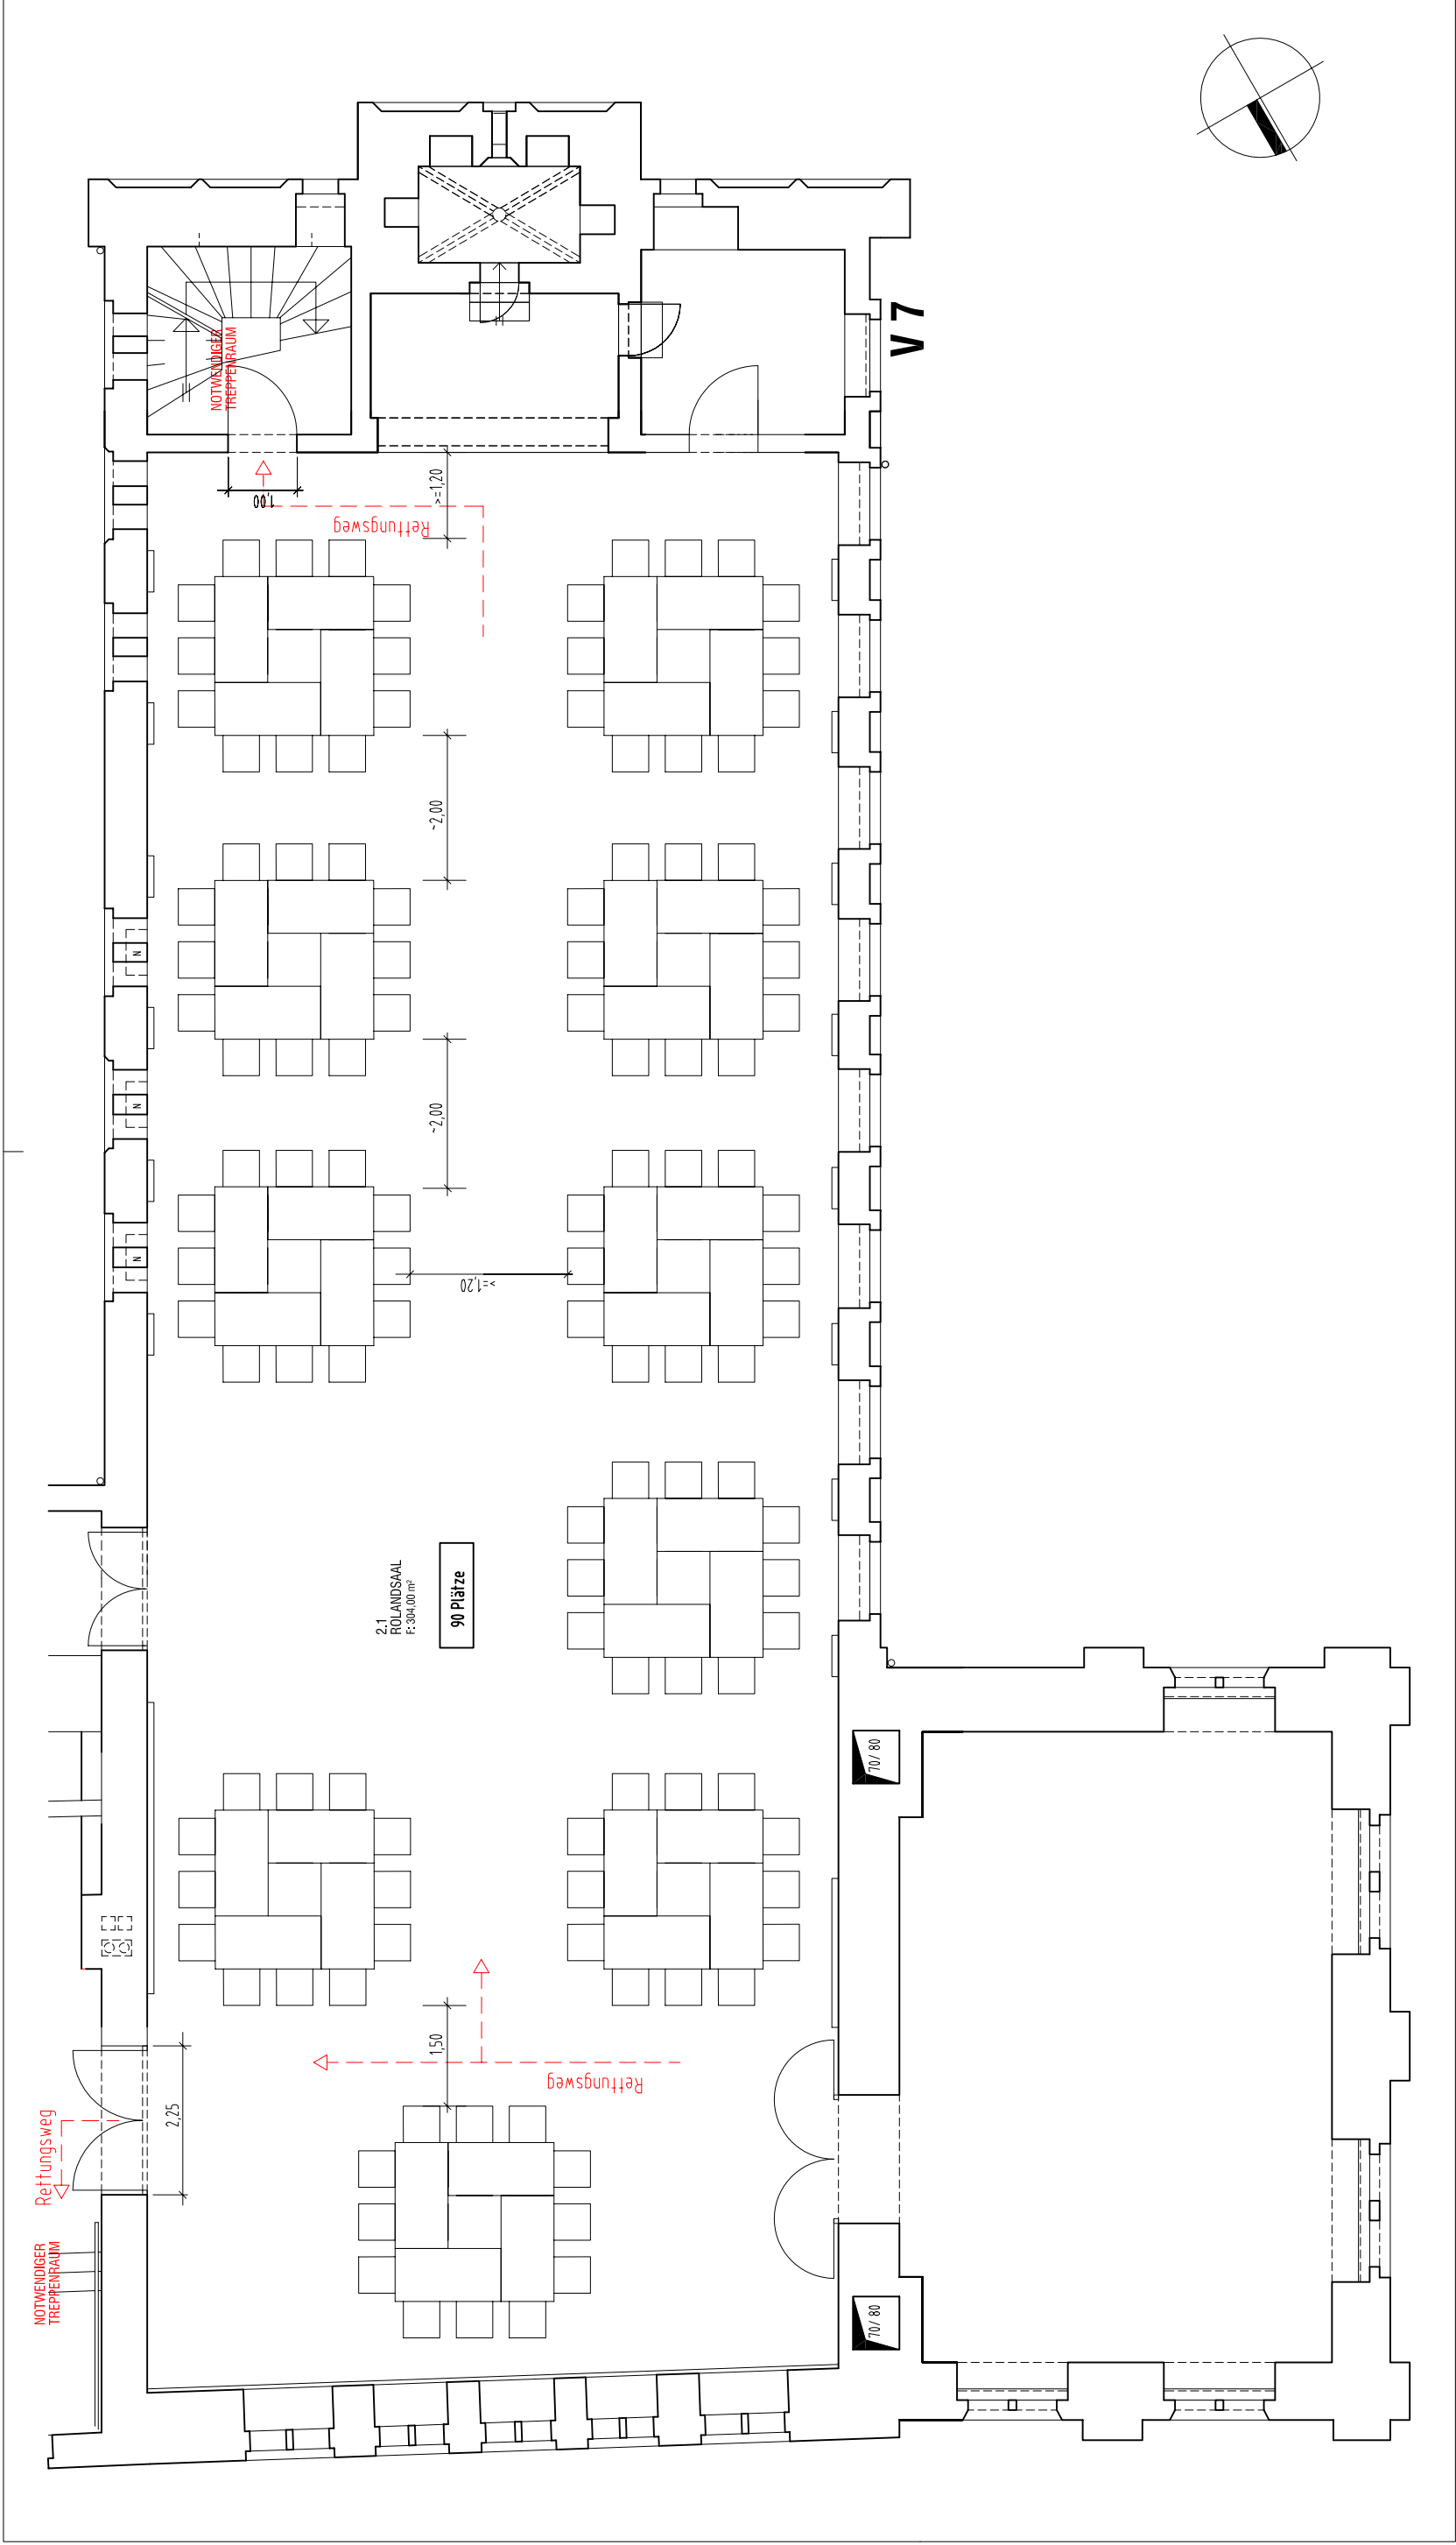 V 7
NOTWENDIGER
TREPPENRAUM
1,00
>=1,20
Rettungsweg
~2,00
N
~2,00
N
N
>=1,20
2.1
ROLANDSAAL
F: 304,00 m²
90 Plätze
70/ 80
1,50
Rettungsweg
Rettungsweg
2,25
NOTWENDIGER
TREPPENRAUM
70/ 80